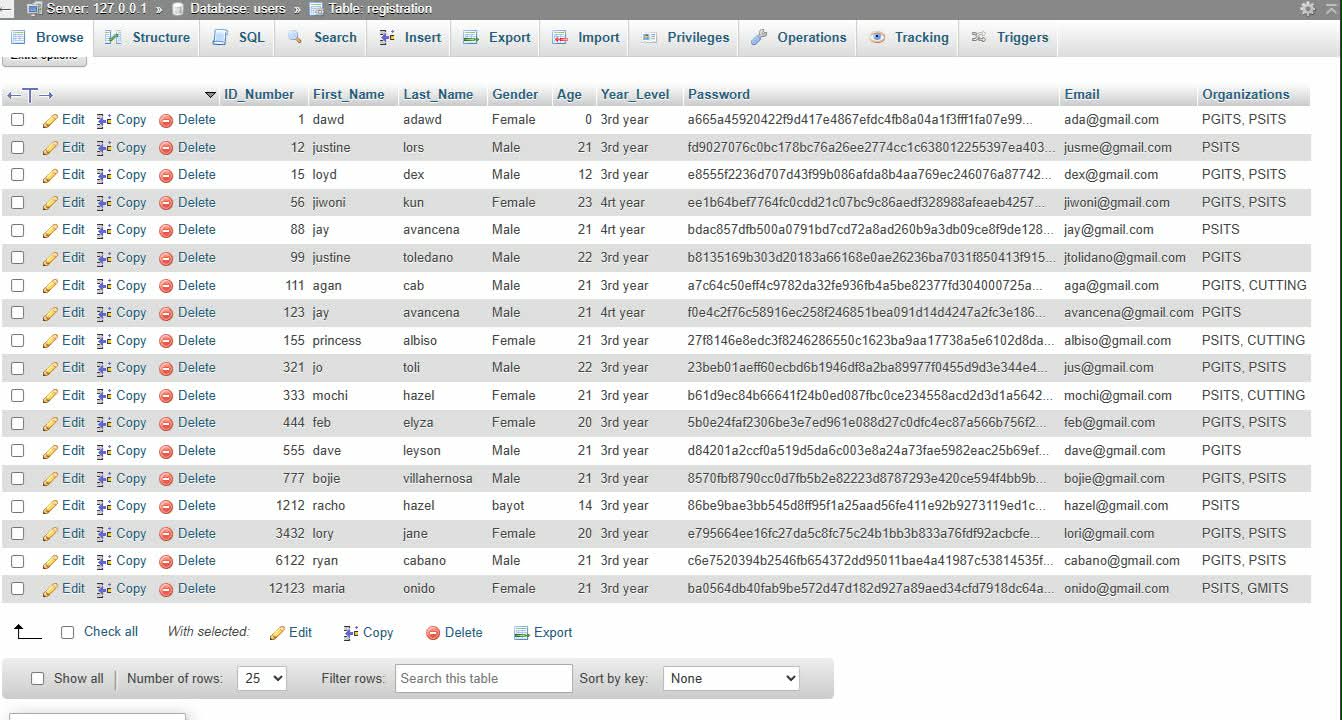 Server: 127.0.0.1 » Database: users » Table: registration
Browse Structure SQL Search Insert Export Import Privileges Operations Tracking Triggers
Extra options
ID_Number First_Name Last_Name Gender Age Year_Level Password Email Organizations
Edit Copy Delete 1 dawd adawd Female 0 3rd year a665a45920422f9d417e4867efdc4fb8a04a1f3fff1fa07e99... ada@gmail.com PGITS, PSITS
Edit Copy Delete 12 justine lors Male 21 3rd year fd9027076c0bc178bc76a26ee2774cc1c638012255397ea403... jusme@gmail.com PSITS
Edit Copy Delete 15 loyd dex Male 12 3rd year e8555f2236d707d43f99b086afda8b4aa769ec246076a87742... dex@gmail.com PGITS, PSITS
Edit Copy Delete 56 jiwoni kun Female 23 4rt year ee1b64bef7764fc0cdd21c07bc9c86aedf328988afeaeb4257... jiwoni@gmail.com PGITS, PSITS
Edit Copy Delete 88 jay avancena Male 21 4rt year bdac857dfb500a0791bd7cd72a8ad260b9a3db09ce8f9de128... jay@gmail.com PSITS
Edit Copy Delete 99 justine toledano Male 22 3rd year b8135169b303d20183a66168e0ae26236ba7031f850413f915... jtolidano@gmail.com PGITS
Edit Copy Delete 111 agan cab Male 21 3rd year a7c64c50eff4c9782da32fe936fb4a5be82377fd304000725a... aga@gmail.com PGITS, CUTTING
Edit Copy Delete 123 jay avancena Male 21 4rt year f0e4c2f76c58916ec258f246851bea091d14d4247a2fc3e186... avancena@gmail.com PGITS
Edit Copy Delete 155 princess albiso Female 21 3rd year 27f8146e8edc3f8246286550c1623ba9aa17738a5e6102d8da... albiso@gmail.com PSITS, CUTTING
Edit Copy Delete 321 jo toli Male 22 3rd year 23beb01aeff60ecbd6b1946df8a2ba89977f0455d9d3e344e4... jus@gmail.com PGITS, PSITS
Edit Copy Delete 333 mochi hazel Female 21 3rd year b61d9ec84b66641f24b0ed087fbc0ce234558acd2d3d1a5642... mochi@gmail.com PSITS, CUTTING
Edit Copy Delete 444 feb elyza Female 20 3rd year 5b0e24faf2306be3e7ed961e088d27c0dfc4ec87a566b756f2... feb@gmail.com PGITS, PSITS
Edit Copy Delete 555 dave leyson Male 21 3rd year d84201a2ccf0a519d5da6c003e8a24a73fae5982eac25b69ef... dave@gmail.com PGITS
Edit Copy Delete 777 bojie villahernosa Male 21 3rd year 8570fbf8790cc0d7fb5b2e82223d8787293e420ce594f4bb9b... bojie@gmail.com PGITS, PSITS
Edit Copy Delete 1212 racho hazel bayot 14 3rd year 86be9bae3bb545d8ff95f1a25aad56fe411e92b9273119ed1c... hazel@gmail.com PSITS
Edit Copy Delete 3432 lory jane Female 20 3rd year e795664ee16fc27da5c8fc75c24b1bb3b833a76fdf92acbcfe... lori@gmail.com PGITS, PSITS
Edit Copy Delete 6122 ryan cabano Male 21 3rd year c6e7520394b2546fb654372dd95011bae4a41987c53814535f... cabano@gmail.com PGITS, PSITS
Edit Copy Delete 12123 maria onido Female 21 3rd year ba0564db40fab9be572d47d182d927a89aed34cfd7918dc64a... onido@gmail.com PSITS, GMITS
Check all With selected: Edit Copy Delete Export
Show all Number of rows: 25 Filter rows: Search this table Sort by key: None